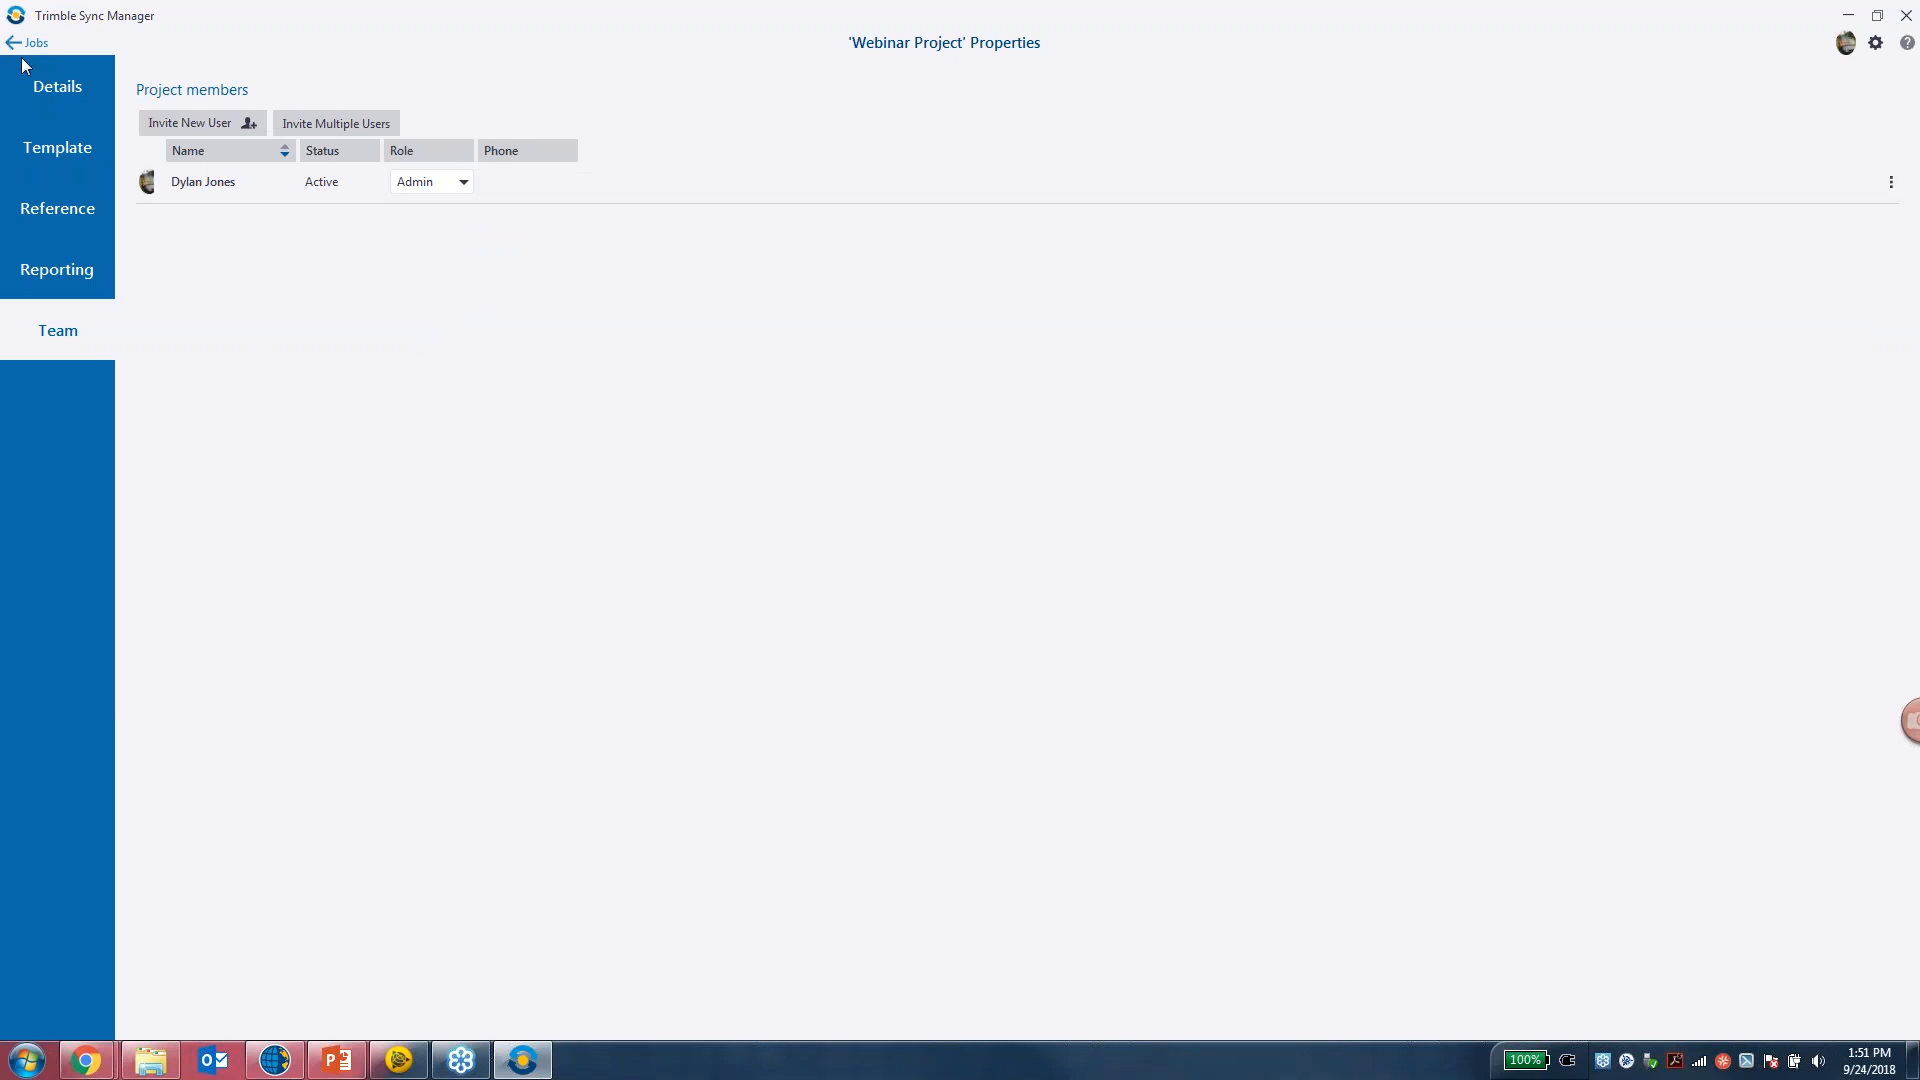 Trimble Sync Manager
Jobs
'Webinar Project' Properties
Details
Template
Reference
Reporting
Team
Project members
Invite New User
Invite Multiple Users
Name Status Role Phone
Dylan Jones Active Admin
100%
1:51 PM
9/24/2018